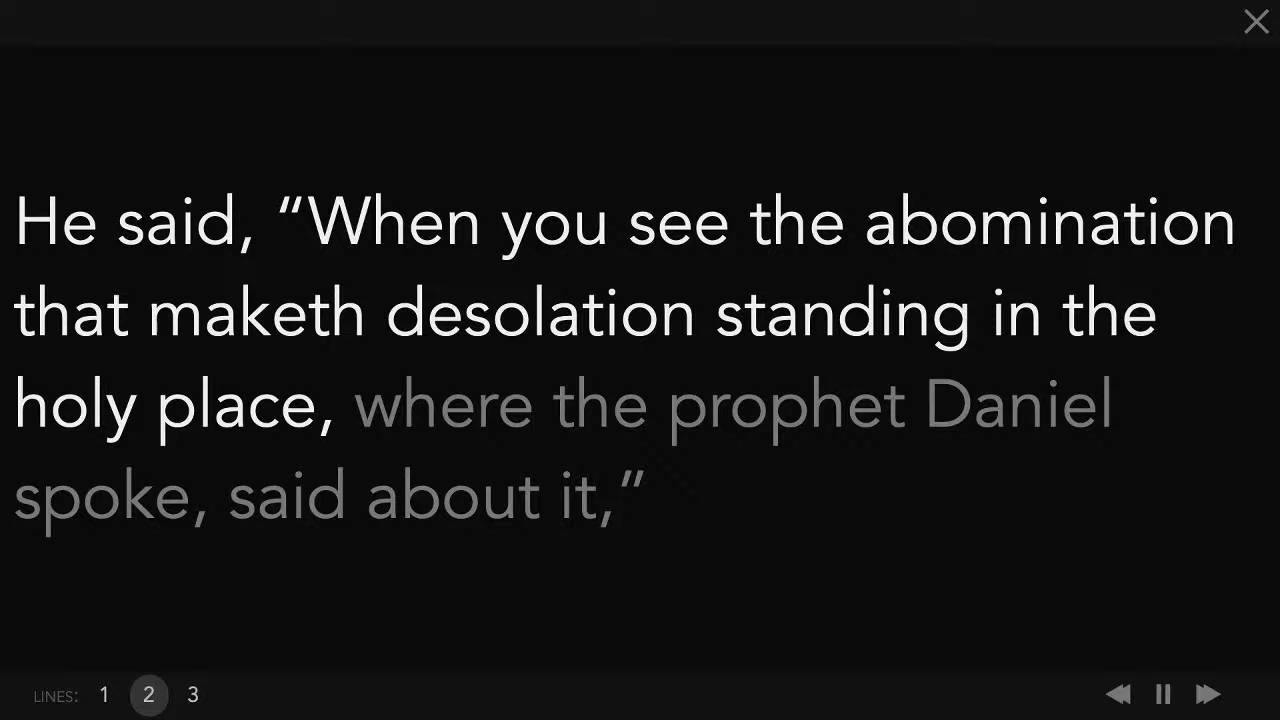 He said, “When you see the abomination
that maketh desolation standing in the
holy place, where the prophet Daniel
spoke, said about it,”
LINES: 1 2 3